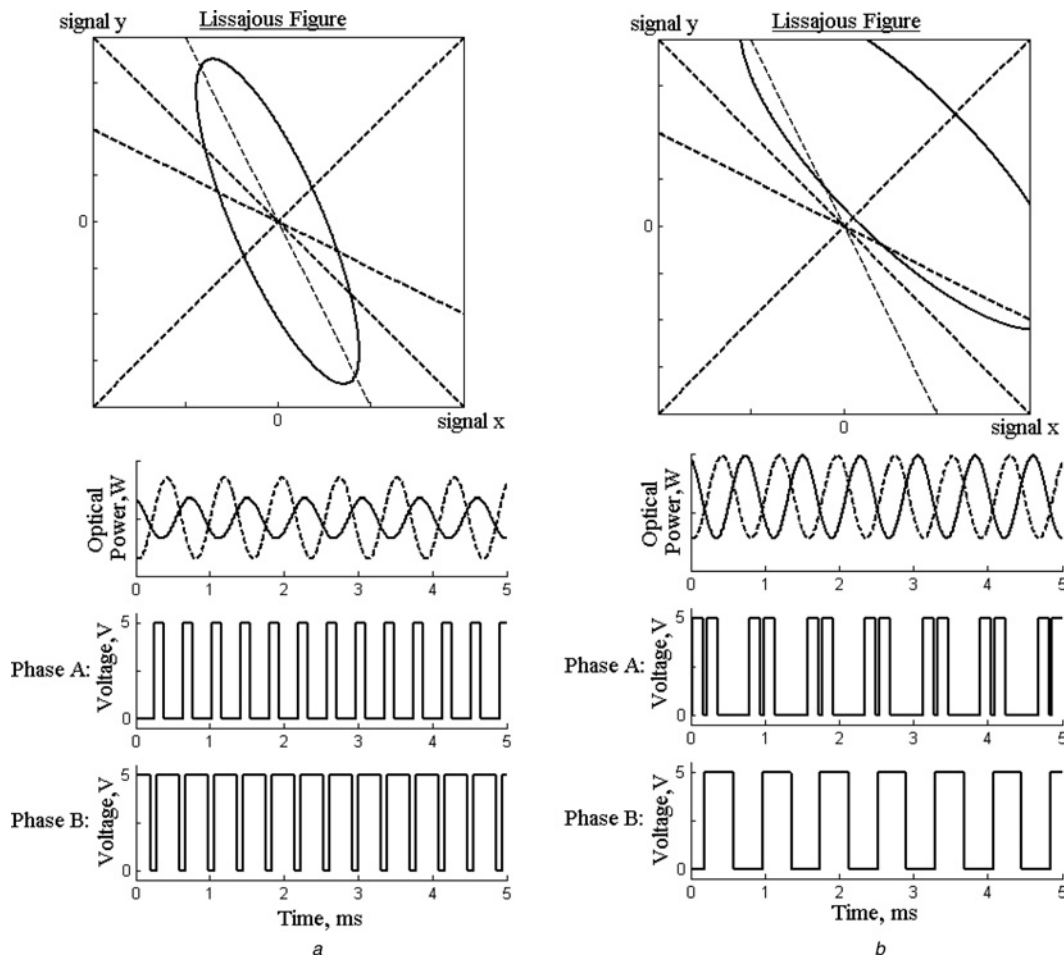 signal y Lissajous Figure
0
0
signal x
Optical Power, W
0 1 2 3 4 5
Phase A: Voltage, V
5
0
0 1 2 3 4 5
Phase B: Voltage, V
5
0
0 1 2 3 4 5
Time, ms
a
signal y Lissajous Figure
0
0
signal x
Optical Power, W
0 1 2 3 4 5
Phase A: Voltage, V
5
0
0 1 2 3 4 5
Phase B: Voltage, V
5
0
0 1 2 3 4 5
Time, ms
b